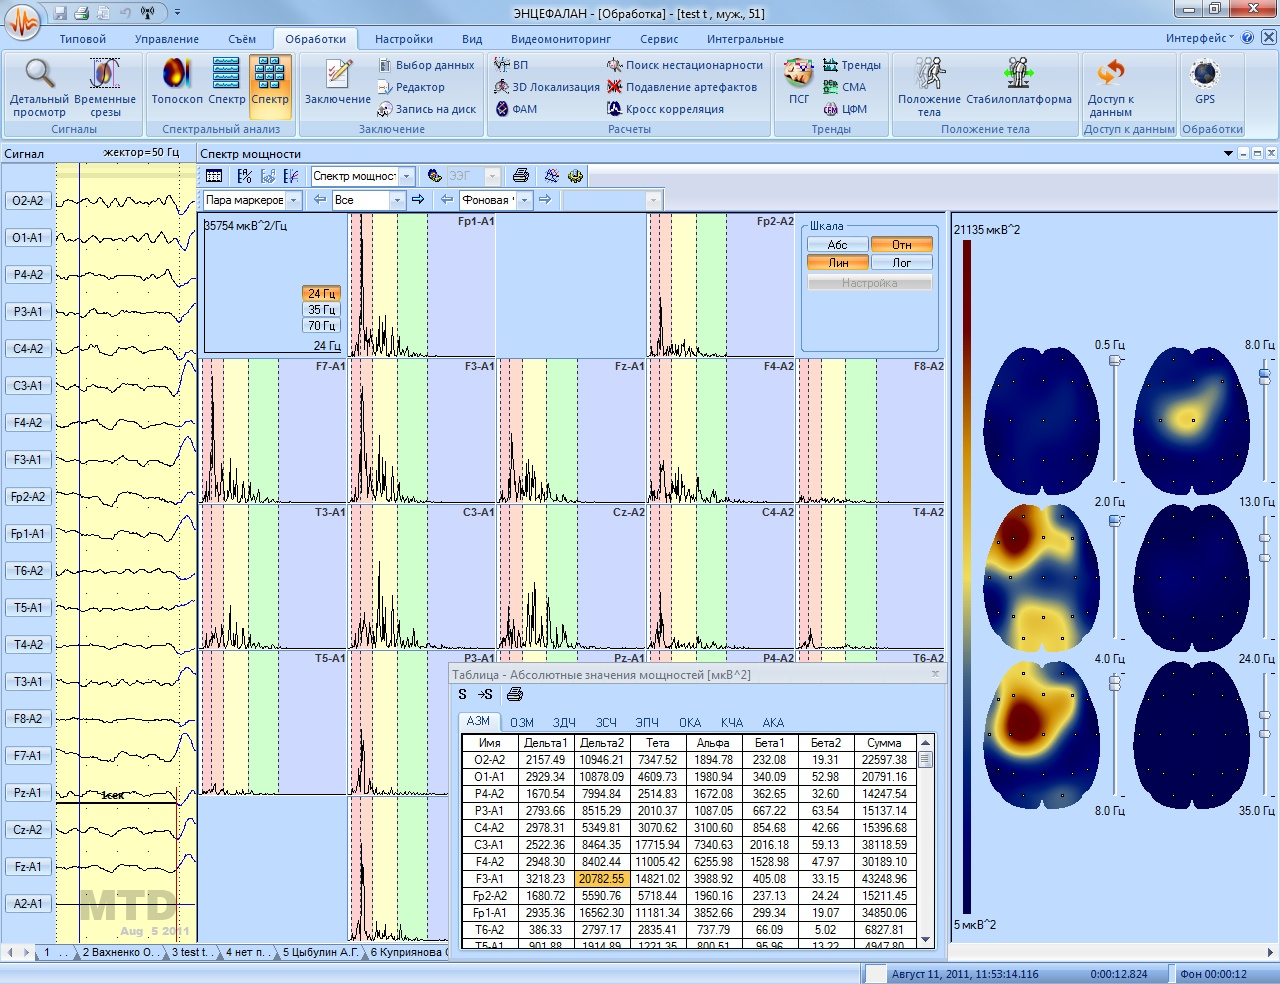 ЭНЦЕФАЛАН - [Обработка] - [test t , муж., 51]
Типовой Управление Съём Обработки Настройки Вид Видеомониторинг Сервис Интегральные Интерфейс
Детальный просмотр Временные срезы Топоскоп Спектр Спектр Заключение Выбор данных Редактор Запись на диск
ВП 3D Локализация ФАМ Поиск нестационарности Подавление артефактов Кросс корреляция
ПСГ Тренды СМА ЦФМ Положение тела Стабилоплатформа Доступ к данным GPS
Сигналы Спектральный анализ Заключение Расчеты Тренды Положение тела Доступ к данным Обработки
Сигнал жектор=50 Гц Спектр мощности
Спектр мощност ЭЭГ
Пара маркеров Все Фоновая
O2-A2
O1-A1
P4-A2
P3-A1
C4-A2
C3-A1
F4-A2
F3-A1
Fp2-A2
Fp1-A1
T6-A2
T5-A1
T4-A2
T3-A1
F8-A2
F7-A1
Pz-A1
1сек
Cz-A2
Fz-A1
A2-A1
MTD
Aug 5 2011
35754 мкВ^2/Гц Fp1-A1 Fp2-A2
24 Гц
35 Гц
70 Гц
24 Гц
Шкала
Абс Отн
Лин Лог
Настройка
F7-A1 F3-A1 Fz-A1 F4-A2 F8-A2
T3-A1 C3-A1 Cz-A2 C4-A2 T4-A2
T5-A1 P3-A1 Pz-A1 P4-A2 T6-A2
21135 мкВ^2
0.5 Гц 8.0 Гц
2.0 Гц 13.0 Гц
4.0 Гц 24.0 Гц
8.0 Гц 35.0 Гц
5 мкВ^2
Таблица - Абсолютные значения мощностей [мкВ^2]
S →S
АЗМ ОЗМ ЗДЧ ЗСЧ ЭПЧ ОКА КЧА АКА
Имя Дельта1 Дельта2 Тета Альфа Бета1 Бета2 Сумма
O2-A2 2157.49 10946.21 7347.52 1894.78 232.08 19.31 22597.38
O1-A1 2929.34 10878.09 4609.73 1980.94 340.09 52.98 20791.16
P4-A2 1670.54 7994.84 2514.83 1672.08 362.65 32.60 14247.54
P3-A1 2793.66 8515.29 2010.37 1087.05 667.22 63.54 15137.14
C4-A2 2978.31 5349.81 3070.62 3100.60 854.68 42.66 15396.68
C3-A1 2522.36 8464.35 17715.94 7340.63 2016.18 59.13 38118.59
F4-A2 2948.30 8402.44 11005.42 6255.98 1528.98 47.97 30189.10
F3-A1 3218.23 20782.55 14821.02 3988.92 405.08 33.15 43248.96
Fp2-A2 1680.72 5590.76 5718.44 1960.16 237.13 24.24 15211.45
Fp1-A1 2935.36 16562.30 11181.34 3852.66 299.34 19.07 34850.06
T6-A2 386.33 2797.17 2835.41 737.79 66.09 5.02 6827.81
T5-A1 901.88 1914.89 1221.35 800.51 95.96 13.22 4947.80
1 . . 2 Вахненко О. . 3 test t. . 4 нет п. . 5 Цыбулин А.Г. 6 Куприянова
Август 11, 2011, 11:53:14.116 0:00:12.824 Фон 00:00:12